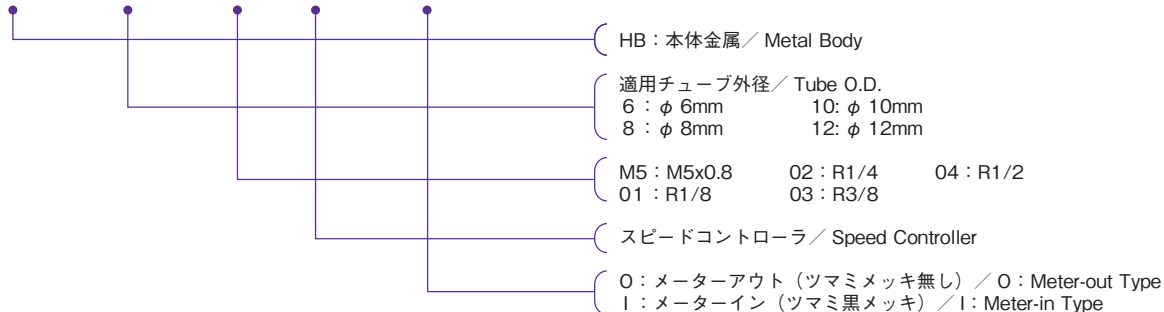 HB：本体金属／ Metal Body
適用チューブ外径／ Tube O.D.
6 ：φ 6mm 10: φ 10mm
8 ：φ 8mm 12: φ 12mm
M5：M5x0.8 02：R1/4 04：R1/2
01：R1/8 03：R3/8
スピードコントローラ／ Speed Controller
O：メーターアウト（ツマミメッキ無し）／ O：Meter-out Type
I：メーターイン（ツマミ黒メッキ）／ I：Meter-in Type